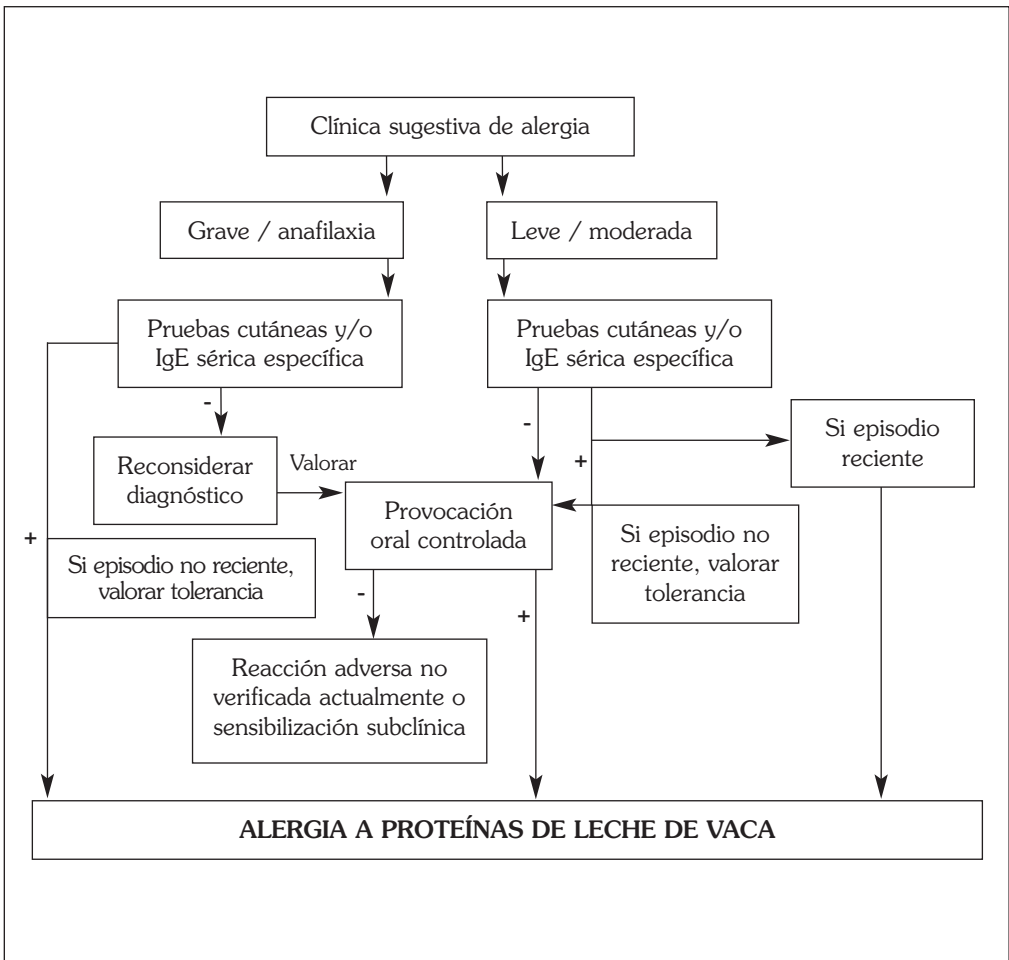 Clínica sugestiva de alergia
Grave / anafilaxia
Leve / moderada
Pruebas cutáneas y/o
IgE sérica específica
Pruebas cutáneas y/o
IgE sérica específica
-
-
+
Si episodio
reciente
Reconsiderar
diagnóstico
Valorar
Provocación
oral controlada
+
Si episodio no reciente,
valorar tolerancia
Si episodio no
reciente, valorar
tolerancia
-
+
Reacción adversa no
verificada actualmente o
sensibilización subclínica
ALERGIA A PROTEÍNAS DE LECHE DE VACA